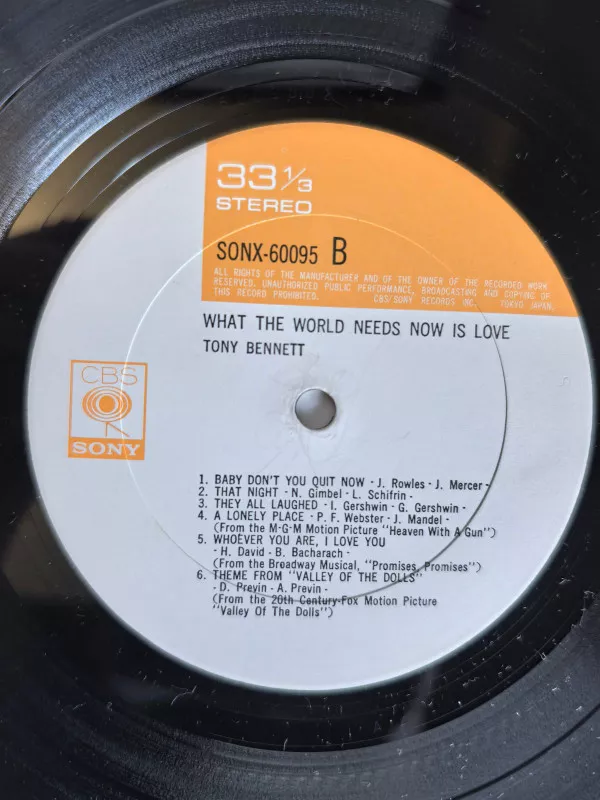 33 1/3
STEREO
SONX-60095 B
ALL RIGHTS OF THE MANUFACTURER AND OF THE OWNER OF THE RECORDED WORK
RESERVED. UNAUTHORIZED PUBLIC PERFORMANCE, BROADCASTING AND COPYING OF
THIS RECORD PROHIBITED. CBS/SONY RECORDS INC. TOKYO JAPAN.
WHAT THE WORLD NEEDS NOW IS LOVE
TONY BENNETT
CBS
SONY
1. BABY DON'T YOU QUIT NOW - J. Rowles - J. Mercer -
2. THAT NIGHT - N. Gimbel - L. Schifrin -
3. THEY ALL LAUGHED - I. Gershwin - G. Gershwin -
4. A LONELY PLACE - P. F. Webster - J. Mandel -
(From the M-G-M Motion Picture "Heaven With A Gun")
5. WHOEVER YOU ARE, I LOVE YOU
- H. David - B. Bacharach -
(From the Broadway Musical, "Promises, Promises")
6. THEME FROM "VALLEY OF THE DOLLS"
- D. Previn - A. Previn -
(From the 20th Century-Fox Motion Picture
"Valley Of The Dolls")